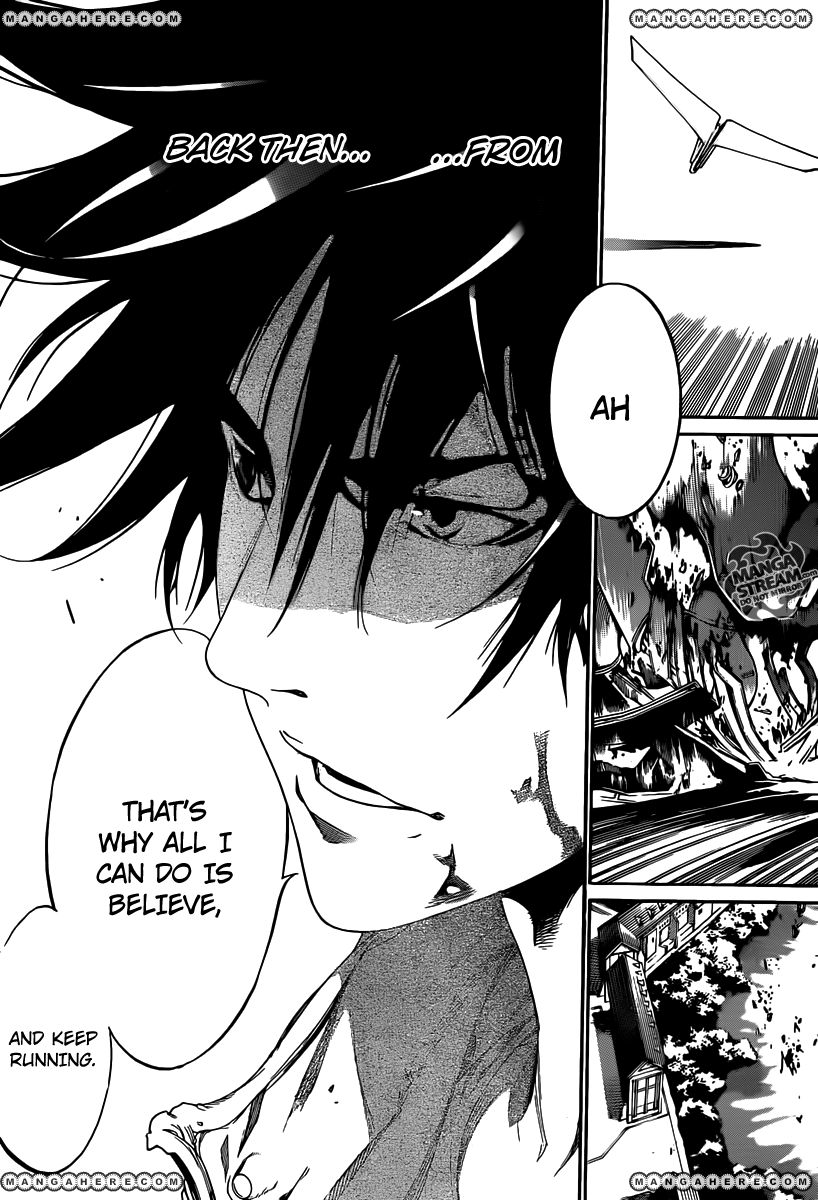 MANGAHERE.COM
MANGAHERE.COM
BACK THEN... ...FROM
AH
MANGA
STREAM.com
DO NOT MIRROR
THAT'S
WHY ALL I
CAN DO IS
BELIEVE,
AND KEEP
RUNNING.
MANGAHERE.COM
MANGAHERE.COM